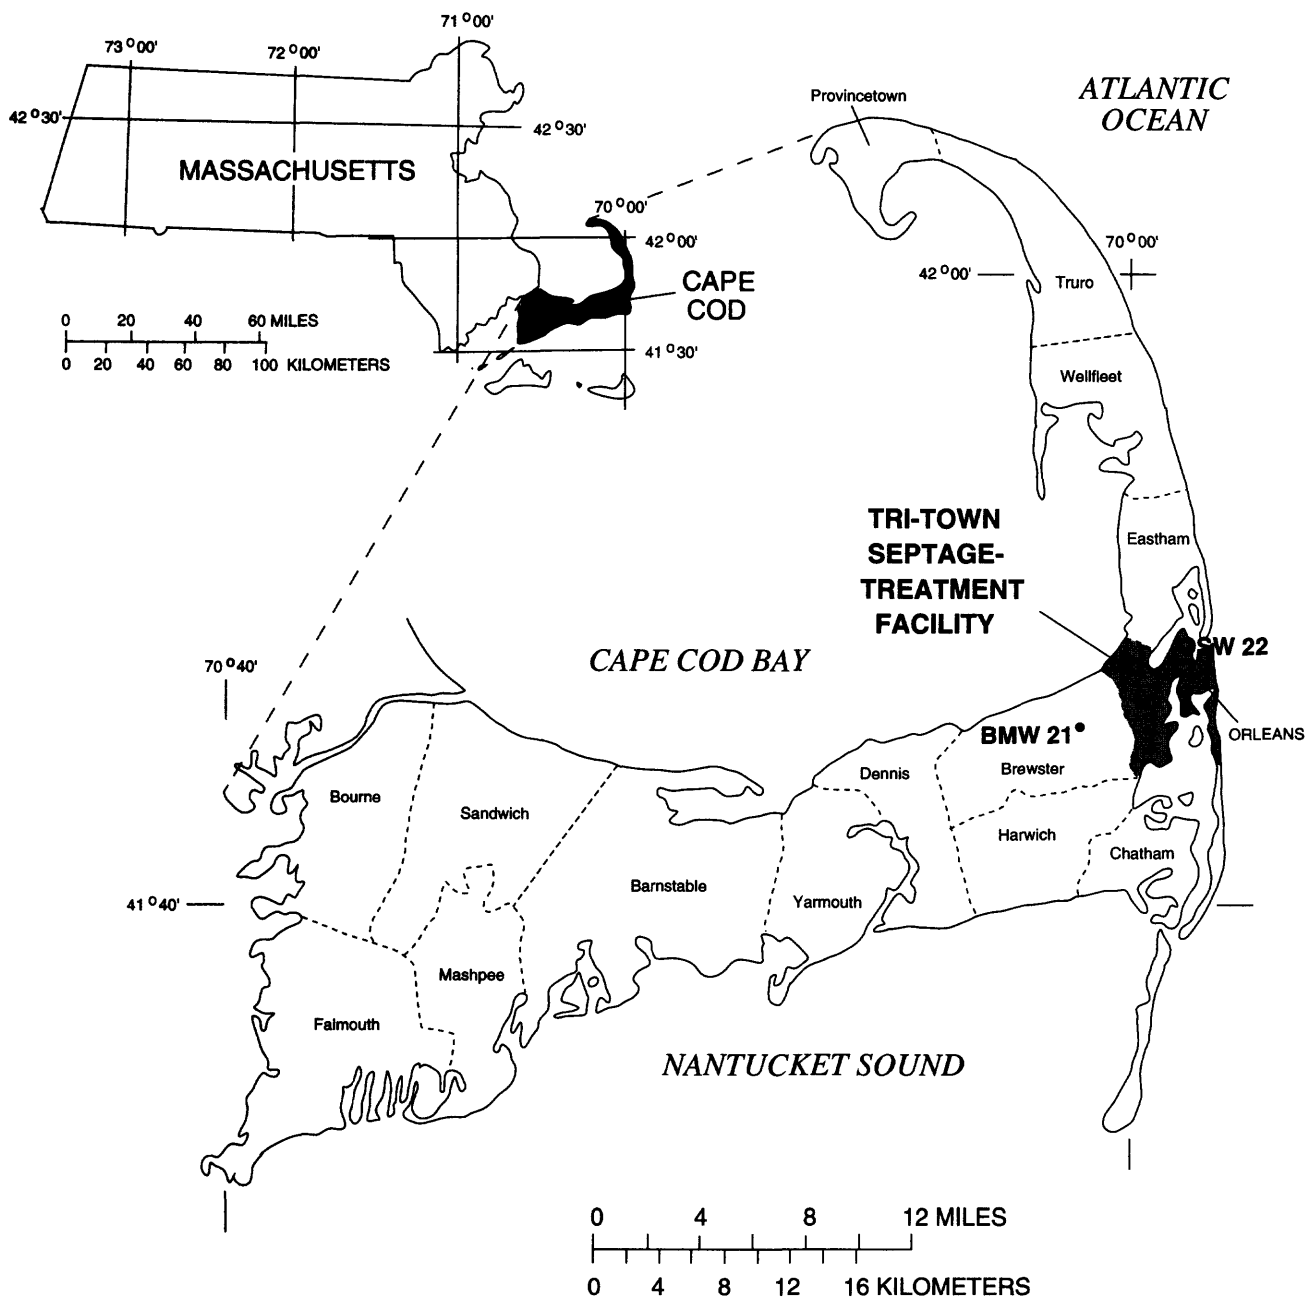 71°00'
73°00'
72°00'
42°30'
42°30'
MASSACHUSETTS
70°00'
42°00'
CAPE
COD
41°30'
0 20 40 60 MILES
0 20 40 60 80 100 KILOMETERS
Provincetown
ATLANTIC
OCEAN
70°00'
42°00'
Truro
Wellfleet
TRI-TOWN
SEPTAGE-
TREATMENT
FACILITY
Eastham
CAPE COD BAY
70°40'
OSW 22
ORLEANS
BMW 21
Brewster
Dennis
Bourne
Sandwich
Harwich
Chatham
Barnstable
Yarmouth
41°40'
Mashpee
Falmouth
NANTUCKET SOUND
0 4 8 12 MILES
0 4 8 12 16 KILOMETERS